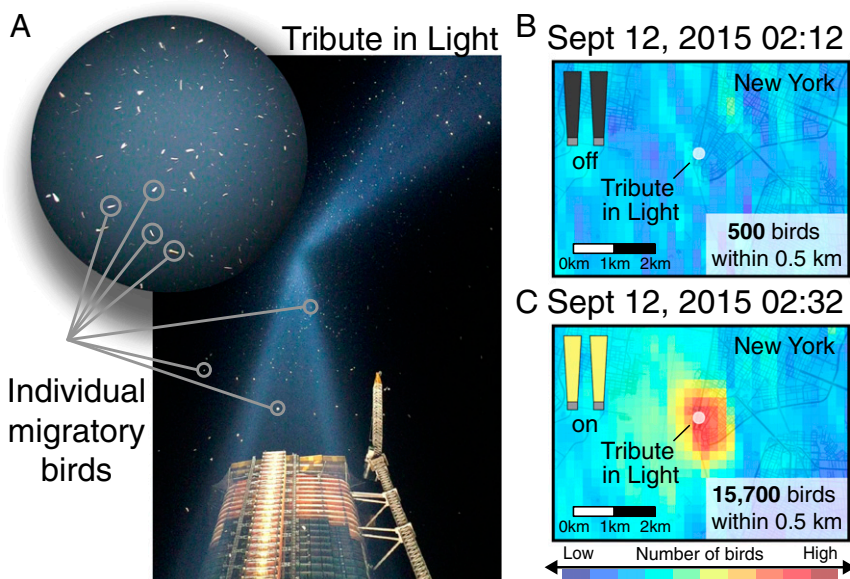 A
Tribute in Light
Individual
migratory
birds
B
Sept 12, 2015 02:12
New York
off
Tribute
in Light
500 birds
within 0.5 km
0km 1km 2km
C
Sept 12, 2015 02:32
New York
on
Tribute
in Light
15,700 birds
within 0.5 km
0km 1km 2km
Low Number of birds High